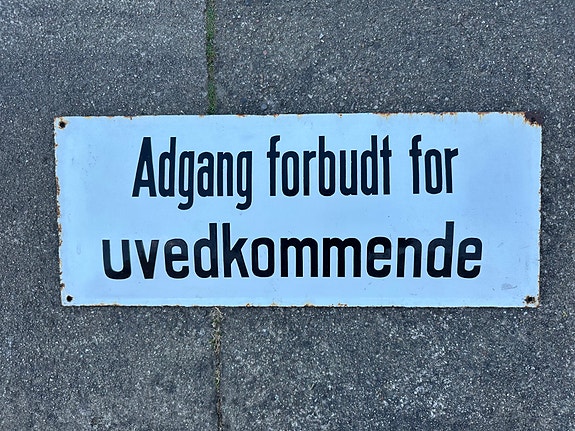 Adgang forbudt for
uvedkommende